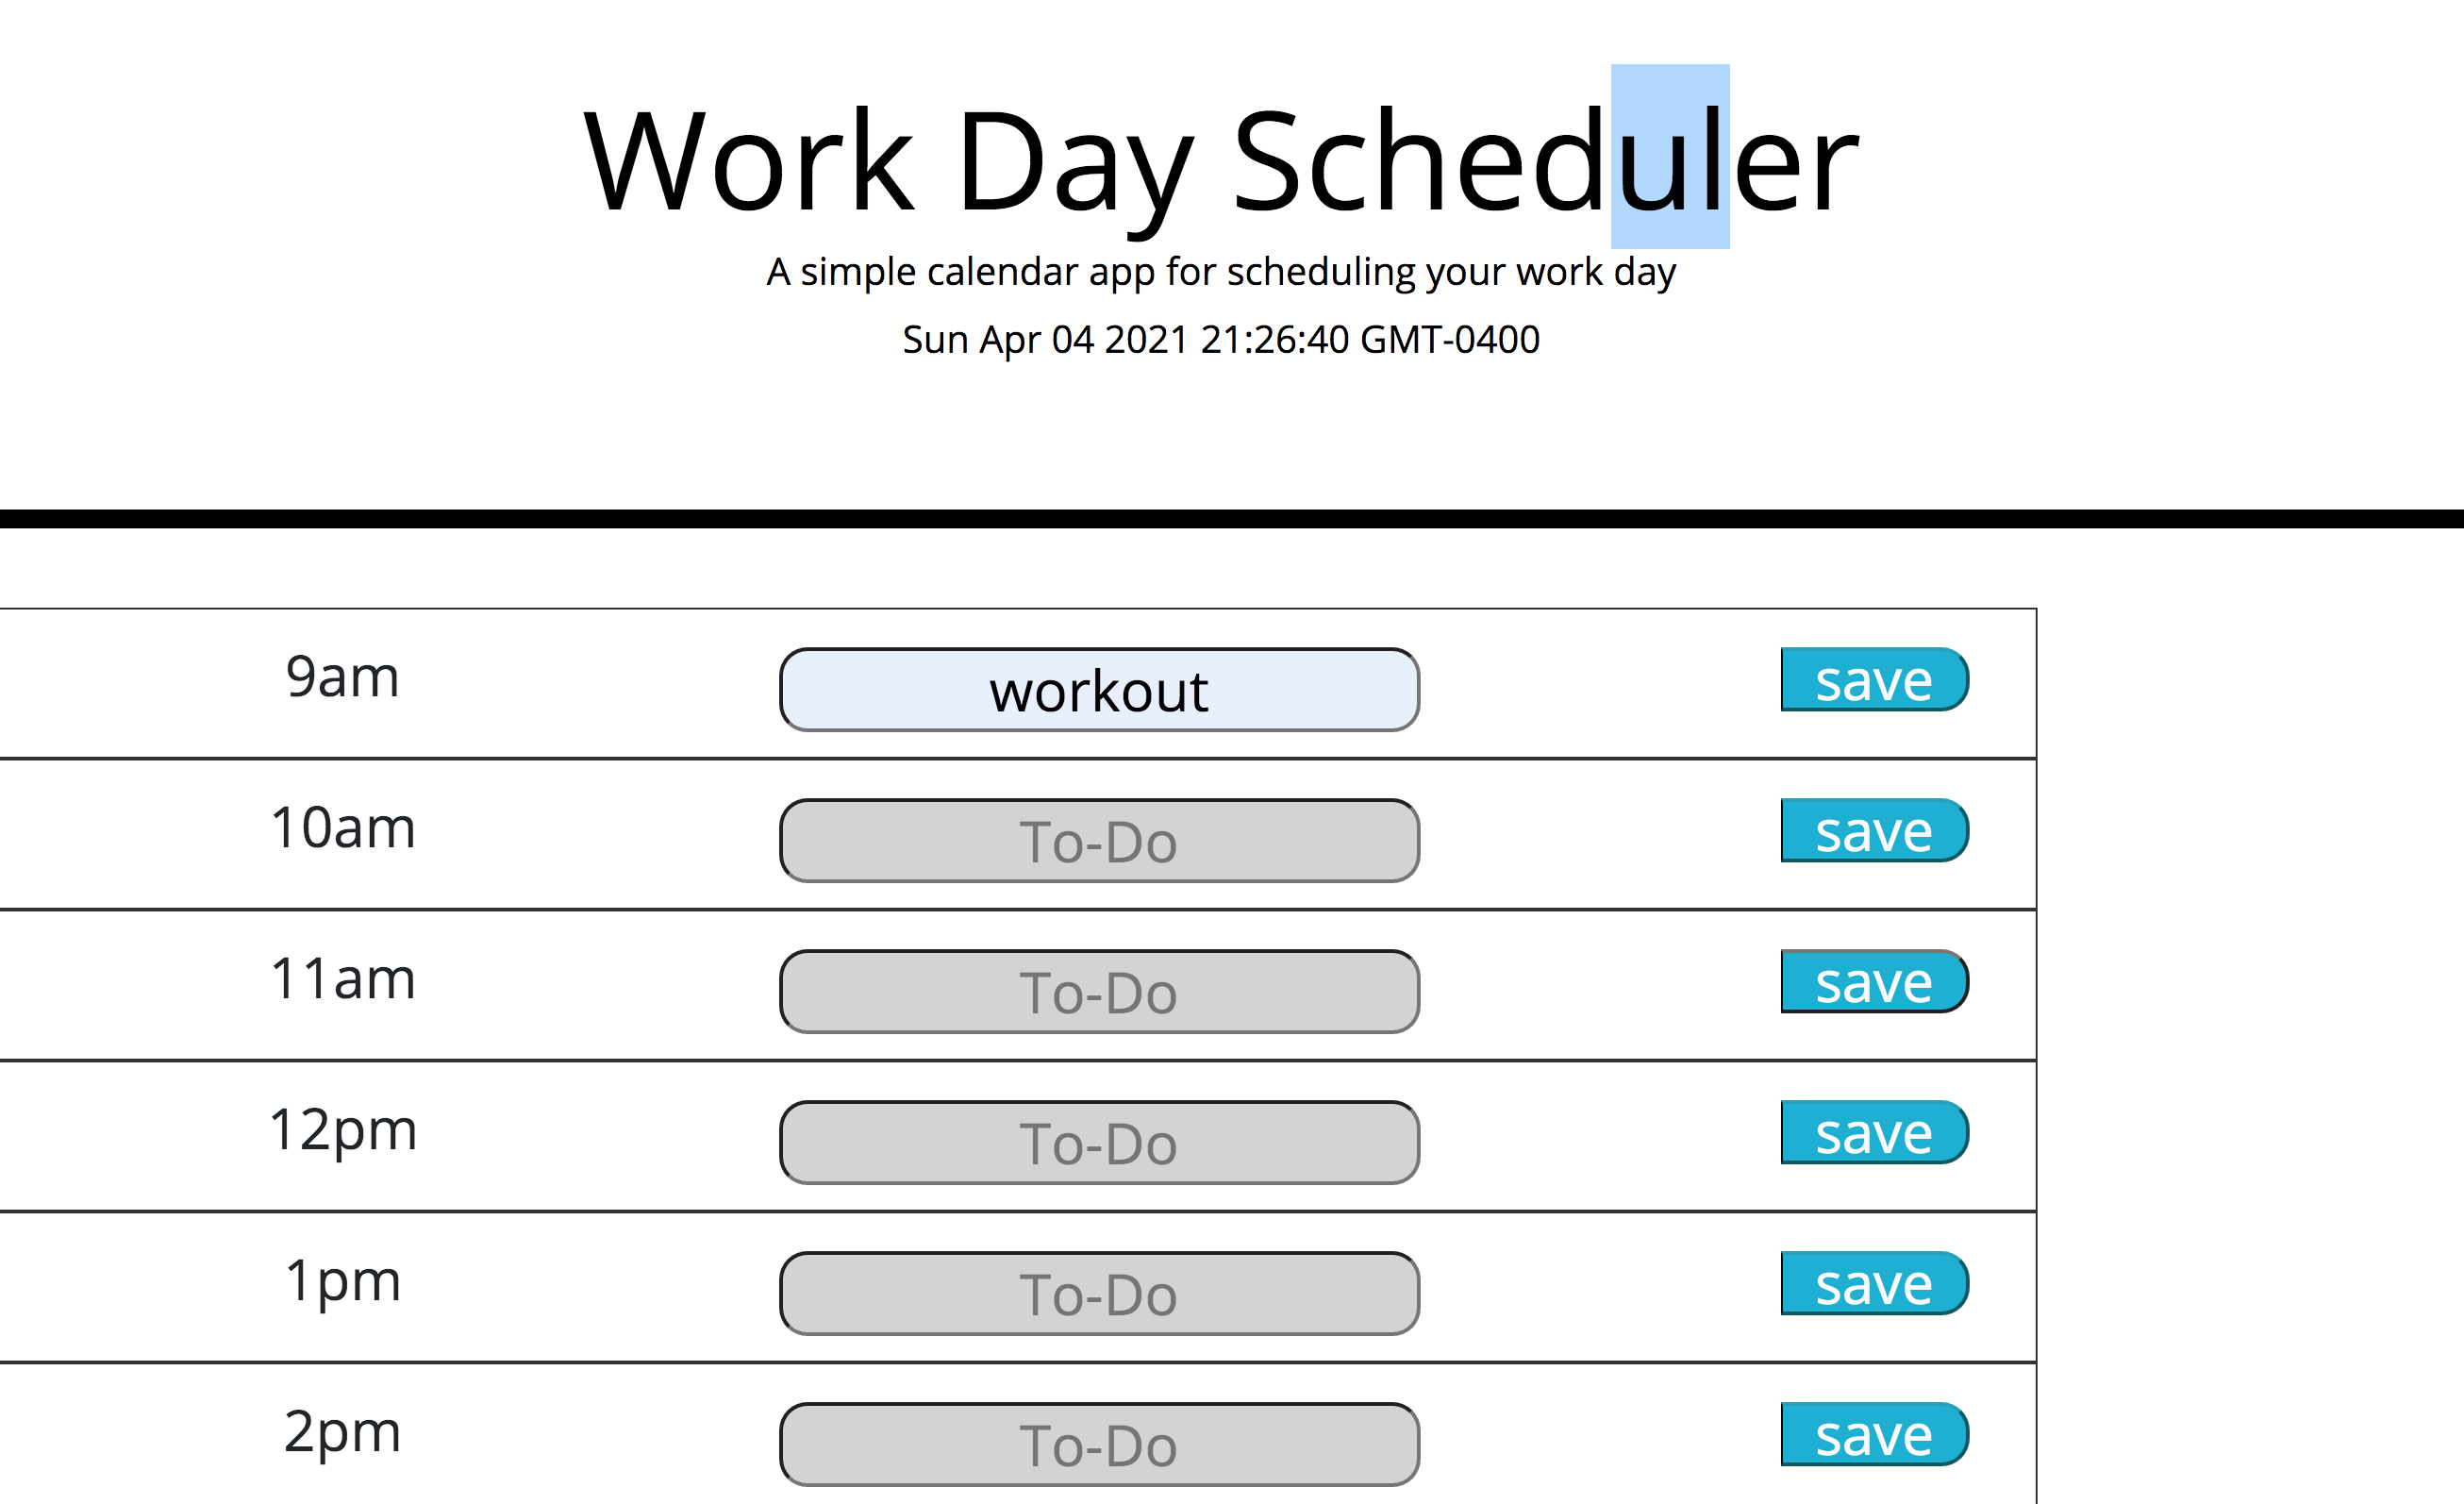 Work Day Scheduler
A simple calendar app for scheduling your work day
Sun Apr 04 2021 21:26:40 GMT-0400
9am workout save
10am To-Do save
11am To-Do save
12pm To-Do save
1pm To-Do save
2pm To-Do save